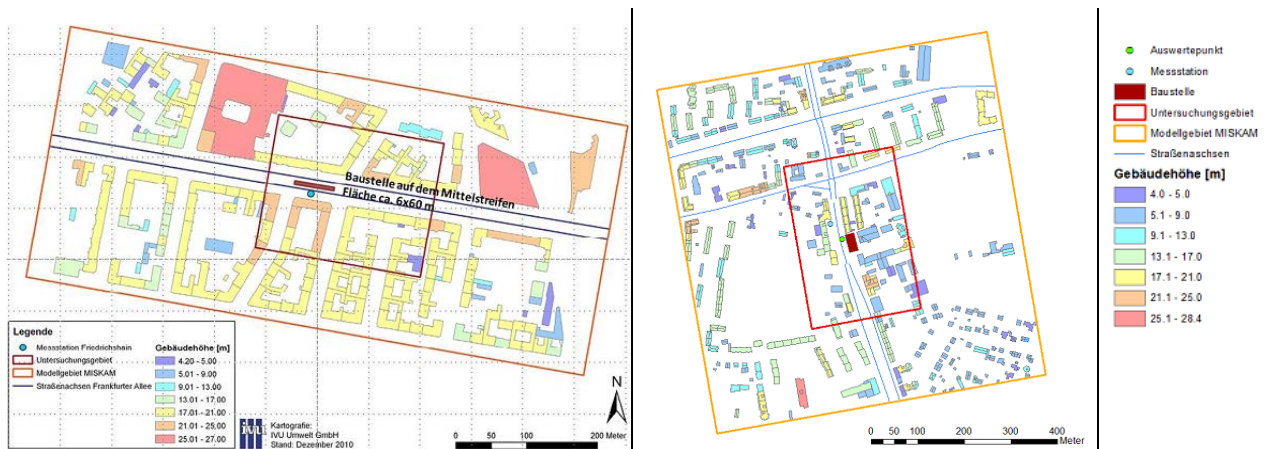 Baustelle auf dem Mittelstreifen
Fläche ca. 6x60 m
Legende
Messstation Friedrichshain
Untersuchungsgebiet
Modellgebiet MISKAM
Straßenachsen Frankfurter Allee
Gebäudehöhe [m]
4.20 - 5.00
5.01 - 9.00
9.01 - 13.00
13.01 - 17.00
17.01 - 21.00
21.01 - 25,00
25.01 - 27.00
IVU
Kartografie:
IVU Umwelt GmbH
Stand: Dezember 2010
N
0 50 100 200 Meter
0 100 200 300 400
Meter
Auswertepunkt
Messstation
Baustelle
Untersuchungsgebiet
Modellgebiet MISKAM
Straßenaschsen
Gebäudehöhe [m]
4.0 - 5.0
5.1 - 9.0
9.1 - 13.0
13.1 - 17.0
17.1 - 21.0
21.1 - 25.0
25.1 - 28.4